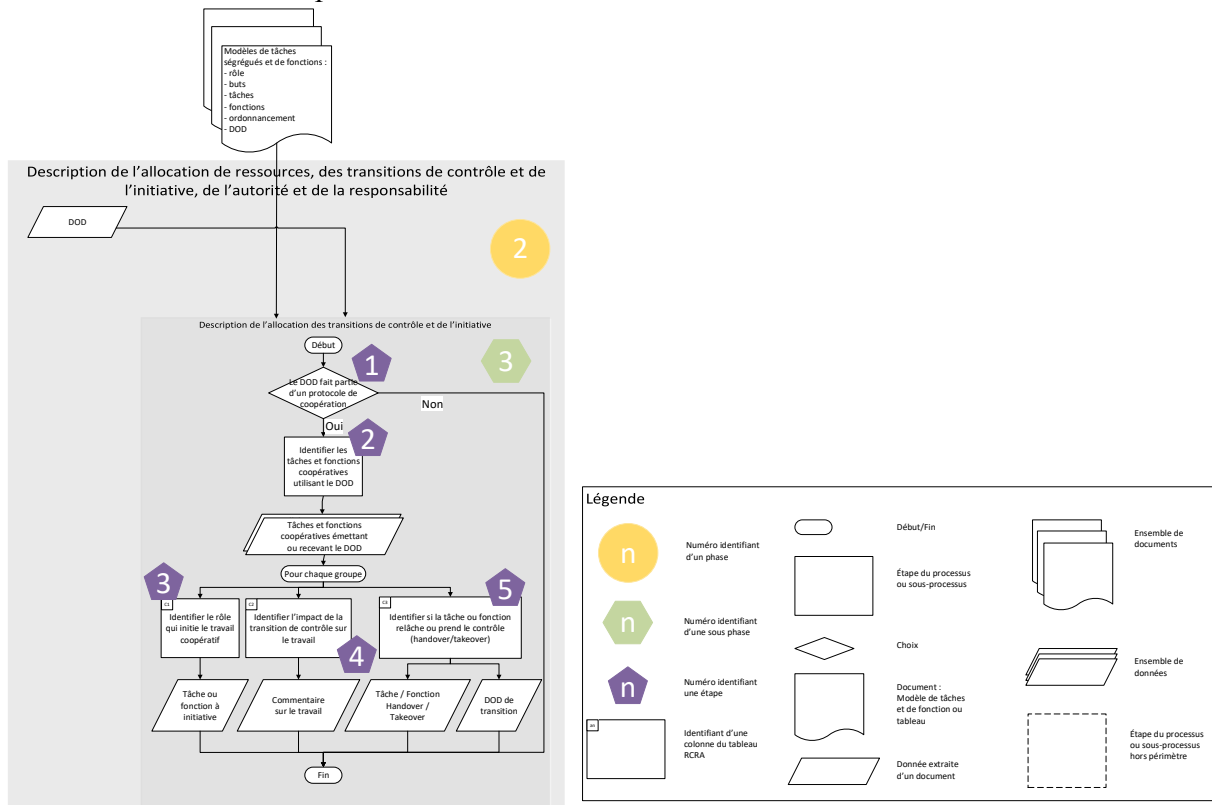 Modèles de tâches
ségrégués et de fonctions :
- rôle
- buts
- tâches
- fonctions
- ordonnancement
- DOD
Description de l'allocation de ressources, des transitions de contrôle et de
l'initiative, de l'autorité et de la responsabilité
DOD
2
Description de l'allocation des transitions de contrôle et de l'initiative
Début
1
3
Le DOD fait partie
d'un protocole de
coopération
Non
Oui
2
Identifier les
tâches et fonctions
coopératives
utilisant le DOD
Tâches et fonctions
coopératives émettant
ou recevant le DOD
Pour chaque groupe
3
5
C1
Identifier le rôle
qui initie le travail
coopératif
C2
Identifier l'impact de la
transition de contrôle sur
le travail
C3
Identifier si la tâche ou fonction
relâche ou prend le contrôle
(handover/takeover)
4
Tâche ou
fonction à
initiative
Commentaire
sur le travail
Tâche / Fonction
Handover /
Takeover
DOD de
transition
Fin
Légende
n
Numéro identifiant
d'un phase
n
Numéro identifiant
d'une sous phase
n
Numéro identifiant
une étape
Identifiant d'une
colonne du tableau
RCRA
Début/Fin
Étape du processus
ou sous-processus
Choix
Document :
Modèle de tâches
et de fonction ou
tableau
Donnée extraite
d'un document
Ensemble de
documents
Ensemble de
données
Étape du processus
ou sous-processus
hors périmètre